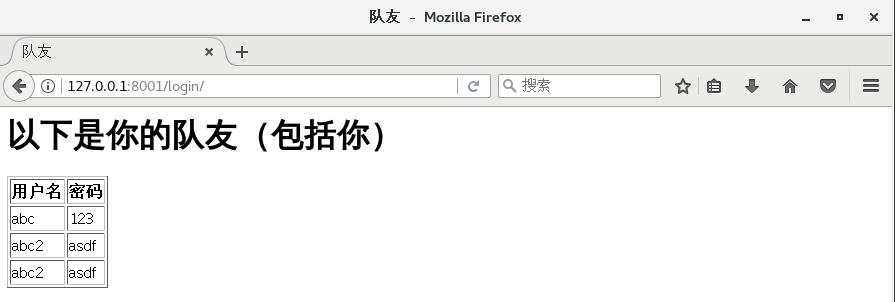 队友 - Mozilla Firefox
队友
127.0.0.1:8001/login/
搜索
以下是你的队友（包括你）
用户名 密码
abc 123
abc2 asdf
abc2 asdf